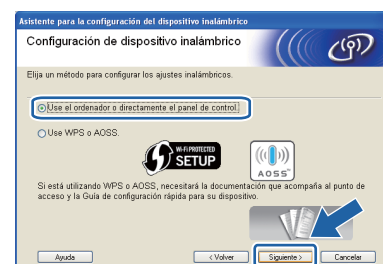 Asistente para la configuración del dispositivo inalámbrico
Configuración de dispositivo inalámbrico
Elija un método para configurar los ajustes inalámbricos.
Use el ordenador o directamente el panel de control.
Use WPS o AOSS.
WI-FI PROTECTED
SETUP
AOSS™
Si está utilizando WPS o AOSS, necesitará la documentación que acompaña al punto de
acceso y la Guía de configuración rápida para su dispositivo.
Ayuda
< Volver
Siguiente >
Cancelar